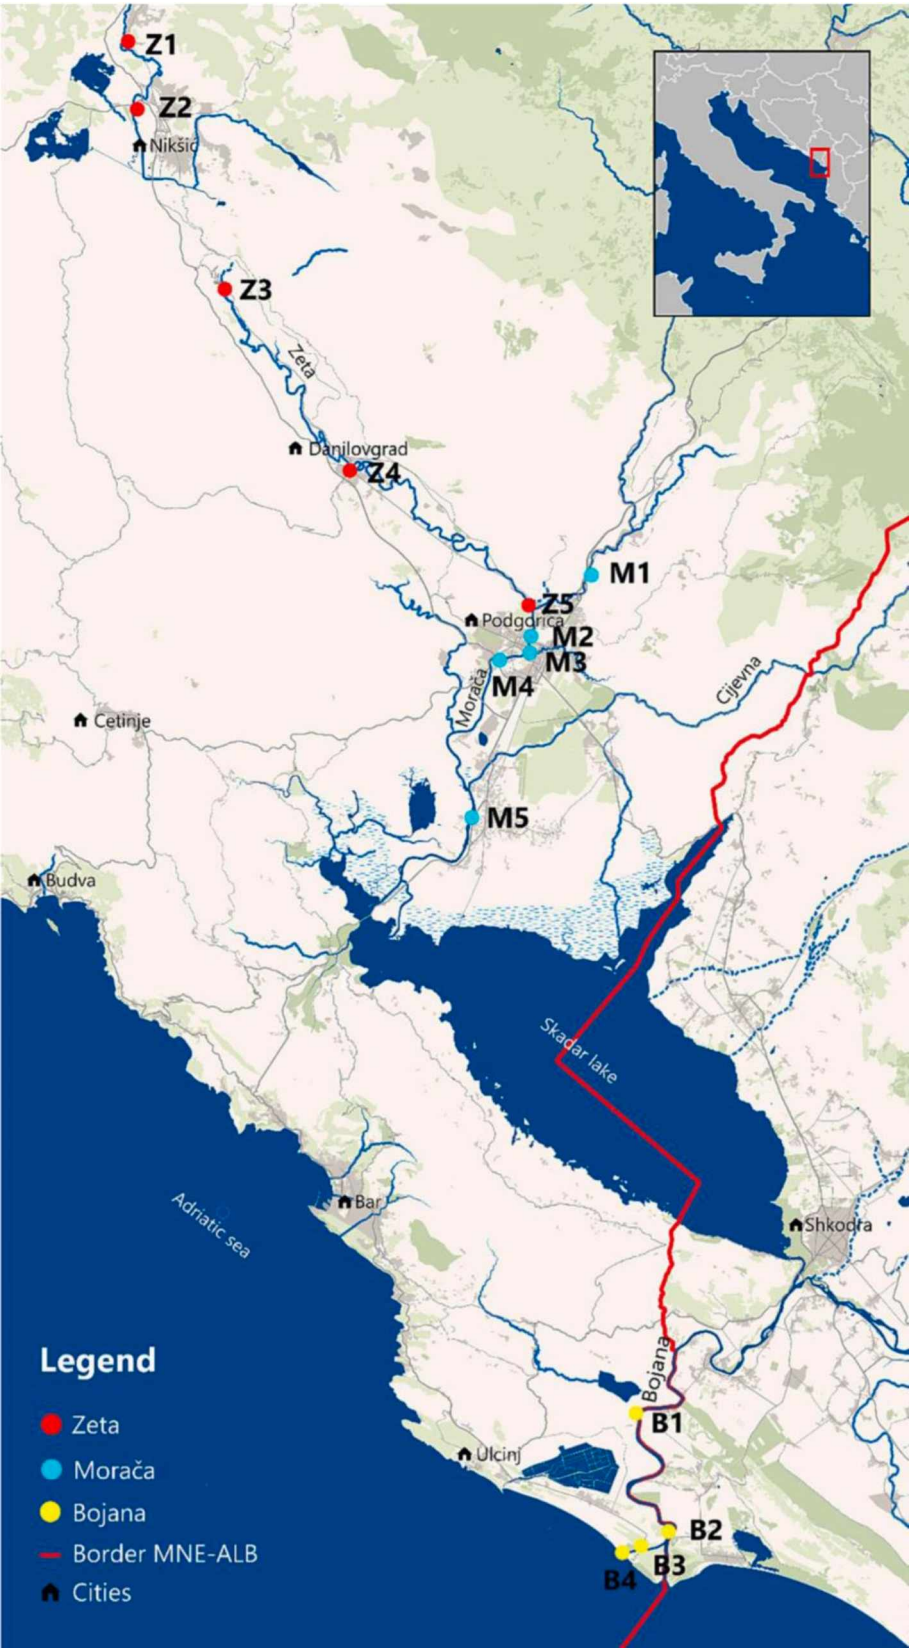 Z1
Z2
Nikšić
Z3
Zeta
Danilovgrad
Z4
M1
Z5
Podgorica
M2
M3
M4
Morača
Cijevna
Cetinje
M5
Budva
Skadar lake
Adriatic sea
Bar
Shkodra
Bojana
B1
Ulcinj
B2
B3
B4
Legend
Zeta
Morača
Bojana
Border MNE-ALB
Cities